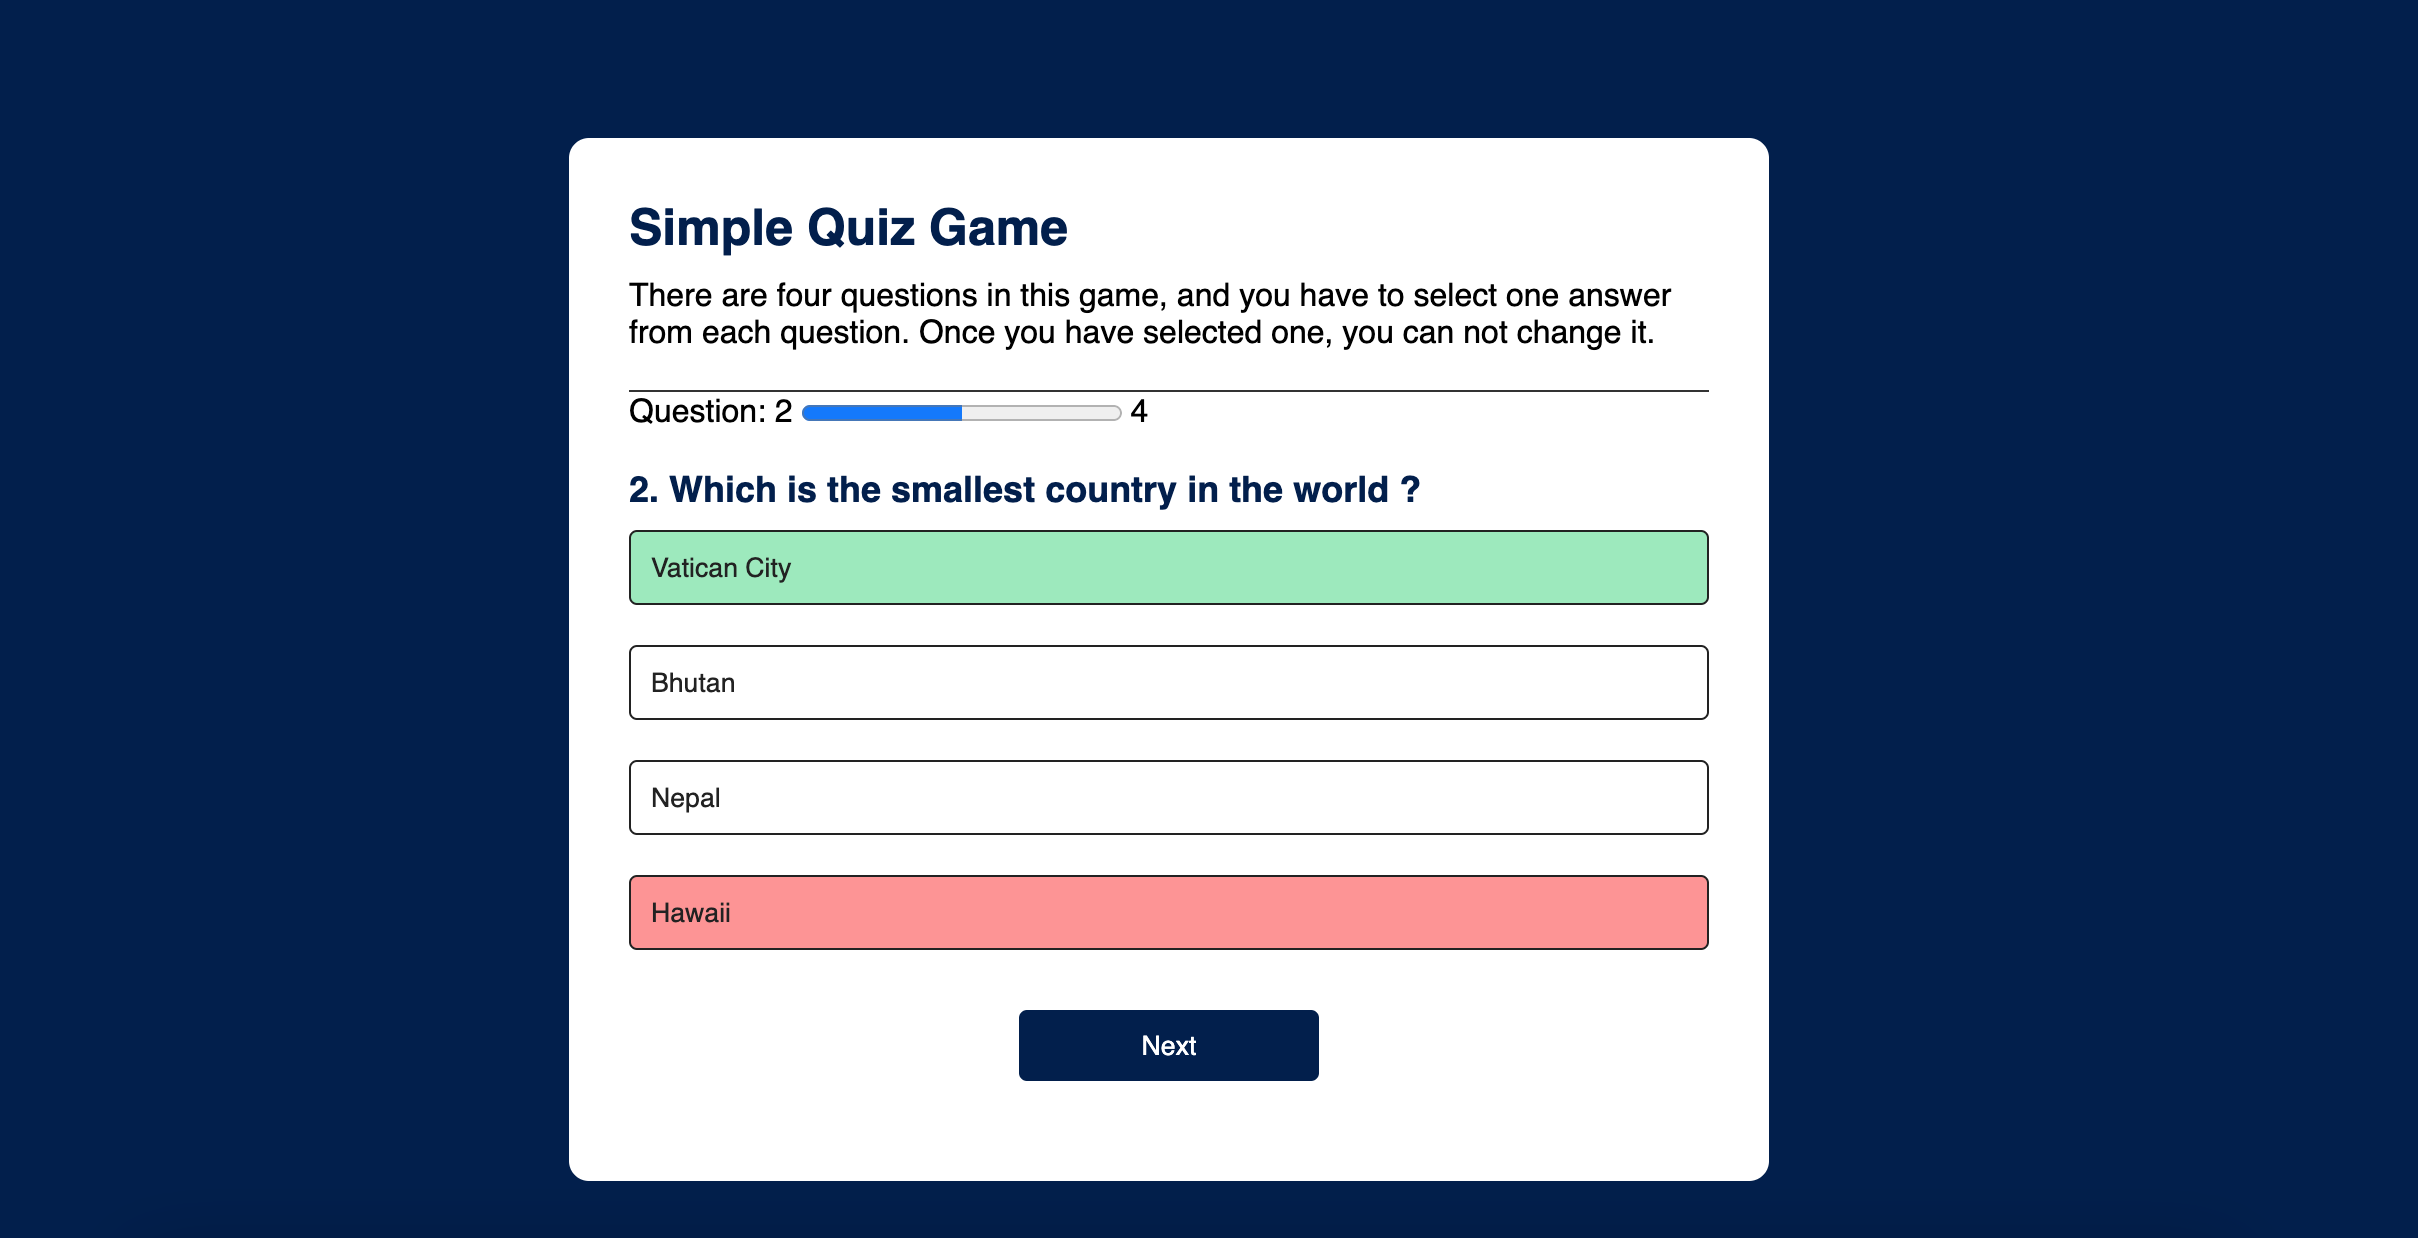 Simple Quiz Game
There are four questions in this game, and you have to select one answer
from each question. Once you have selected one, you can not change it.
Question: 2 4
2. Which is the smallest country in the world ?
Vatican City
Bhutan
Nepal
Hawaii
Next